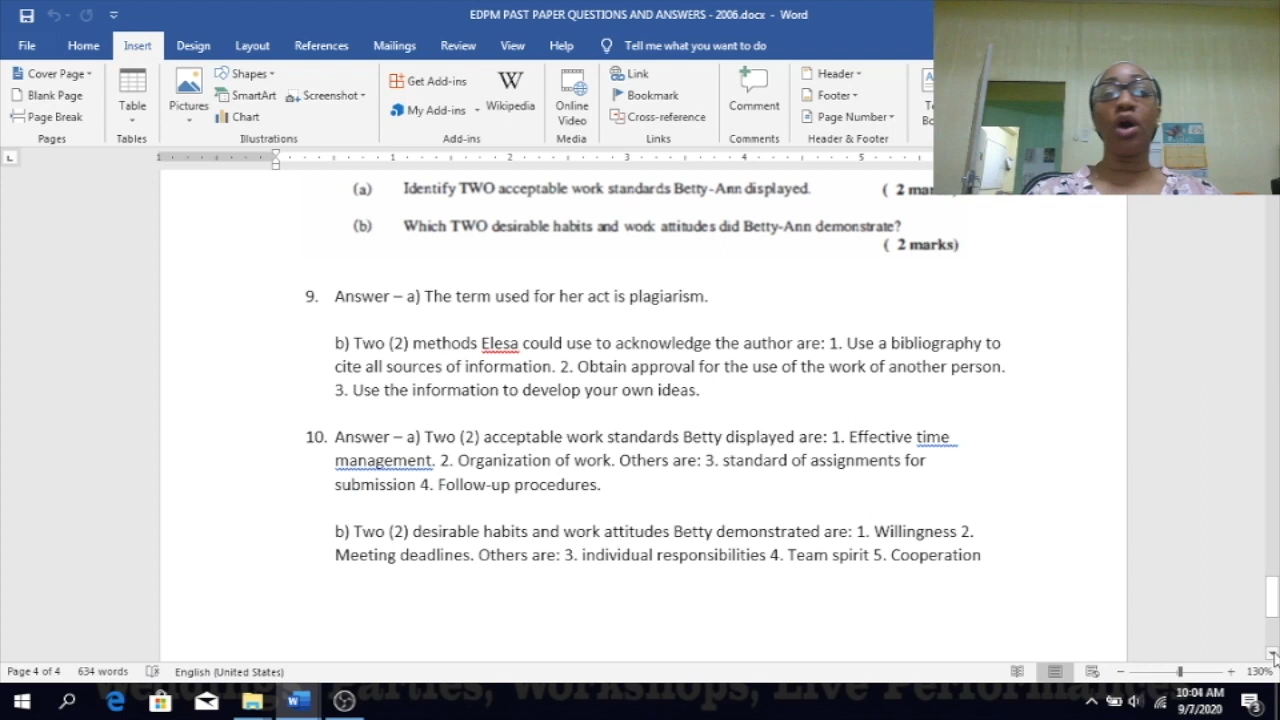 EDPM PAST PAPER QUESTIONS AND ANSWERS - 2006.docx - Word
File Home Insert Design Layout References Mailings Review View Help Tell me what you want to do
Cover Page
Blank Page
Page Break
Pages
Table
Tables
Pictures
Shapes
SmartArt
Chart
Screenshot
Illustrations
Get Add-ins
My Add-ins
Wikipedia
Add-ins
Online
Video
Media
Link
Bookmark
Cross-reference
Links
Comment
Comments
Header
Footer
Page Number
Header & Footer
1 1 2 3 4 5
(a) Identify TWO acceptable work standards Betty-Ann displayed. ( 2
(b) Which TWO desirable habits and work attitudes did Betty-Ann demonstrate?
( 2 marks)
9. Answer – a) The term used for her act is plagiarism.
b) Two (2) methods Elesa could use to acknowledge the author are: 1. Use a bibliography to
cite all sources of information. 2. Obtain approval for the use of the work of another person.
3. Use the information to develop your own ideas.
10. Answer – a) Two (2) acceptable work standards Betty displayed are: 1. Effective time
management. 2. Organization of work. Others are: 3. standard of assignments for
submission 4. Follow-up procedures.
b) Two (2) desirable habits and work attitudes Betty demonstrated are: 1. Willingness 2.
Meeting deadlines. Others are: 3. individual responsibilities 4. Team spirit 5. Cooperation
Page 4 of 4 634 words English (United States) 130%
10:04 AM
9/7/2020
3